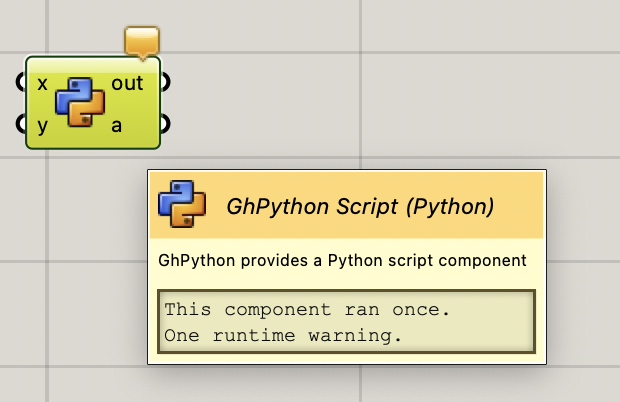 x out
y a
GhPython Script (Python)
GhPython provides a Python script component
This component ran once.
One runtime warning.